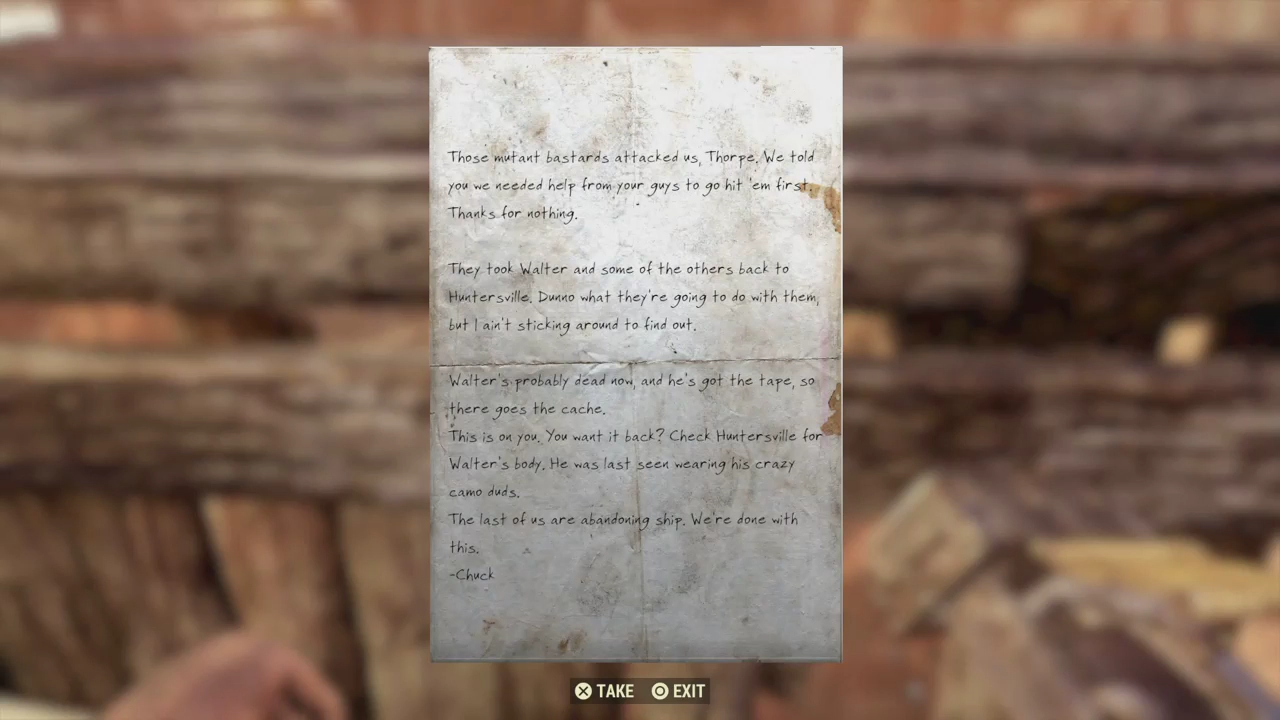 Those mutant bastards attacked us, Thorpe. We told
you we needed help from your guys to go hit 'em first.
Thanks for nothing.
They took Walter and some of the others back to
Huntersville. Dunno what they're going to do with them,
but I ain't sticking around to find out.
Walter's probably dead now, and he's got the tape, so
there goes the cache.
This is on you. You want it back? Check Huntersville for
Walter's body. He was last seen wearing his crazy
camo duds.
The last of us are abandoning ship. We're done with
this.
-Chuck
TAKE EXIT